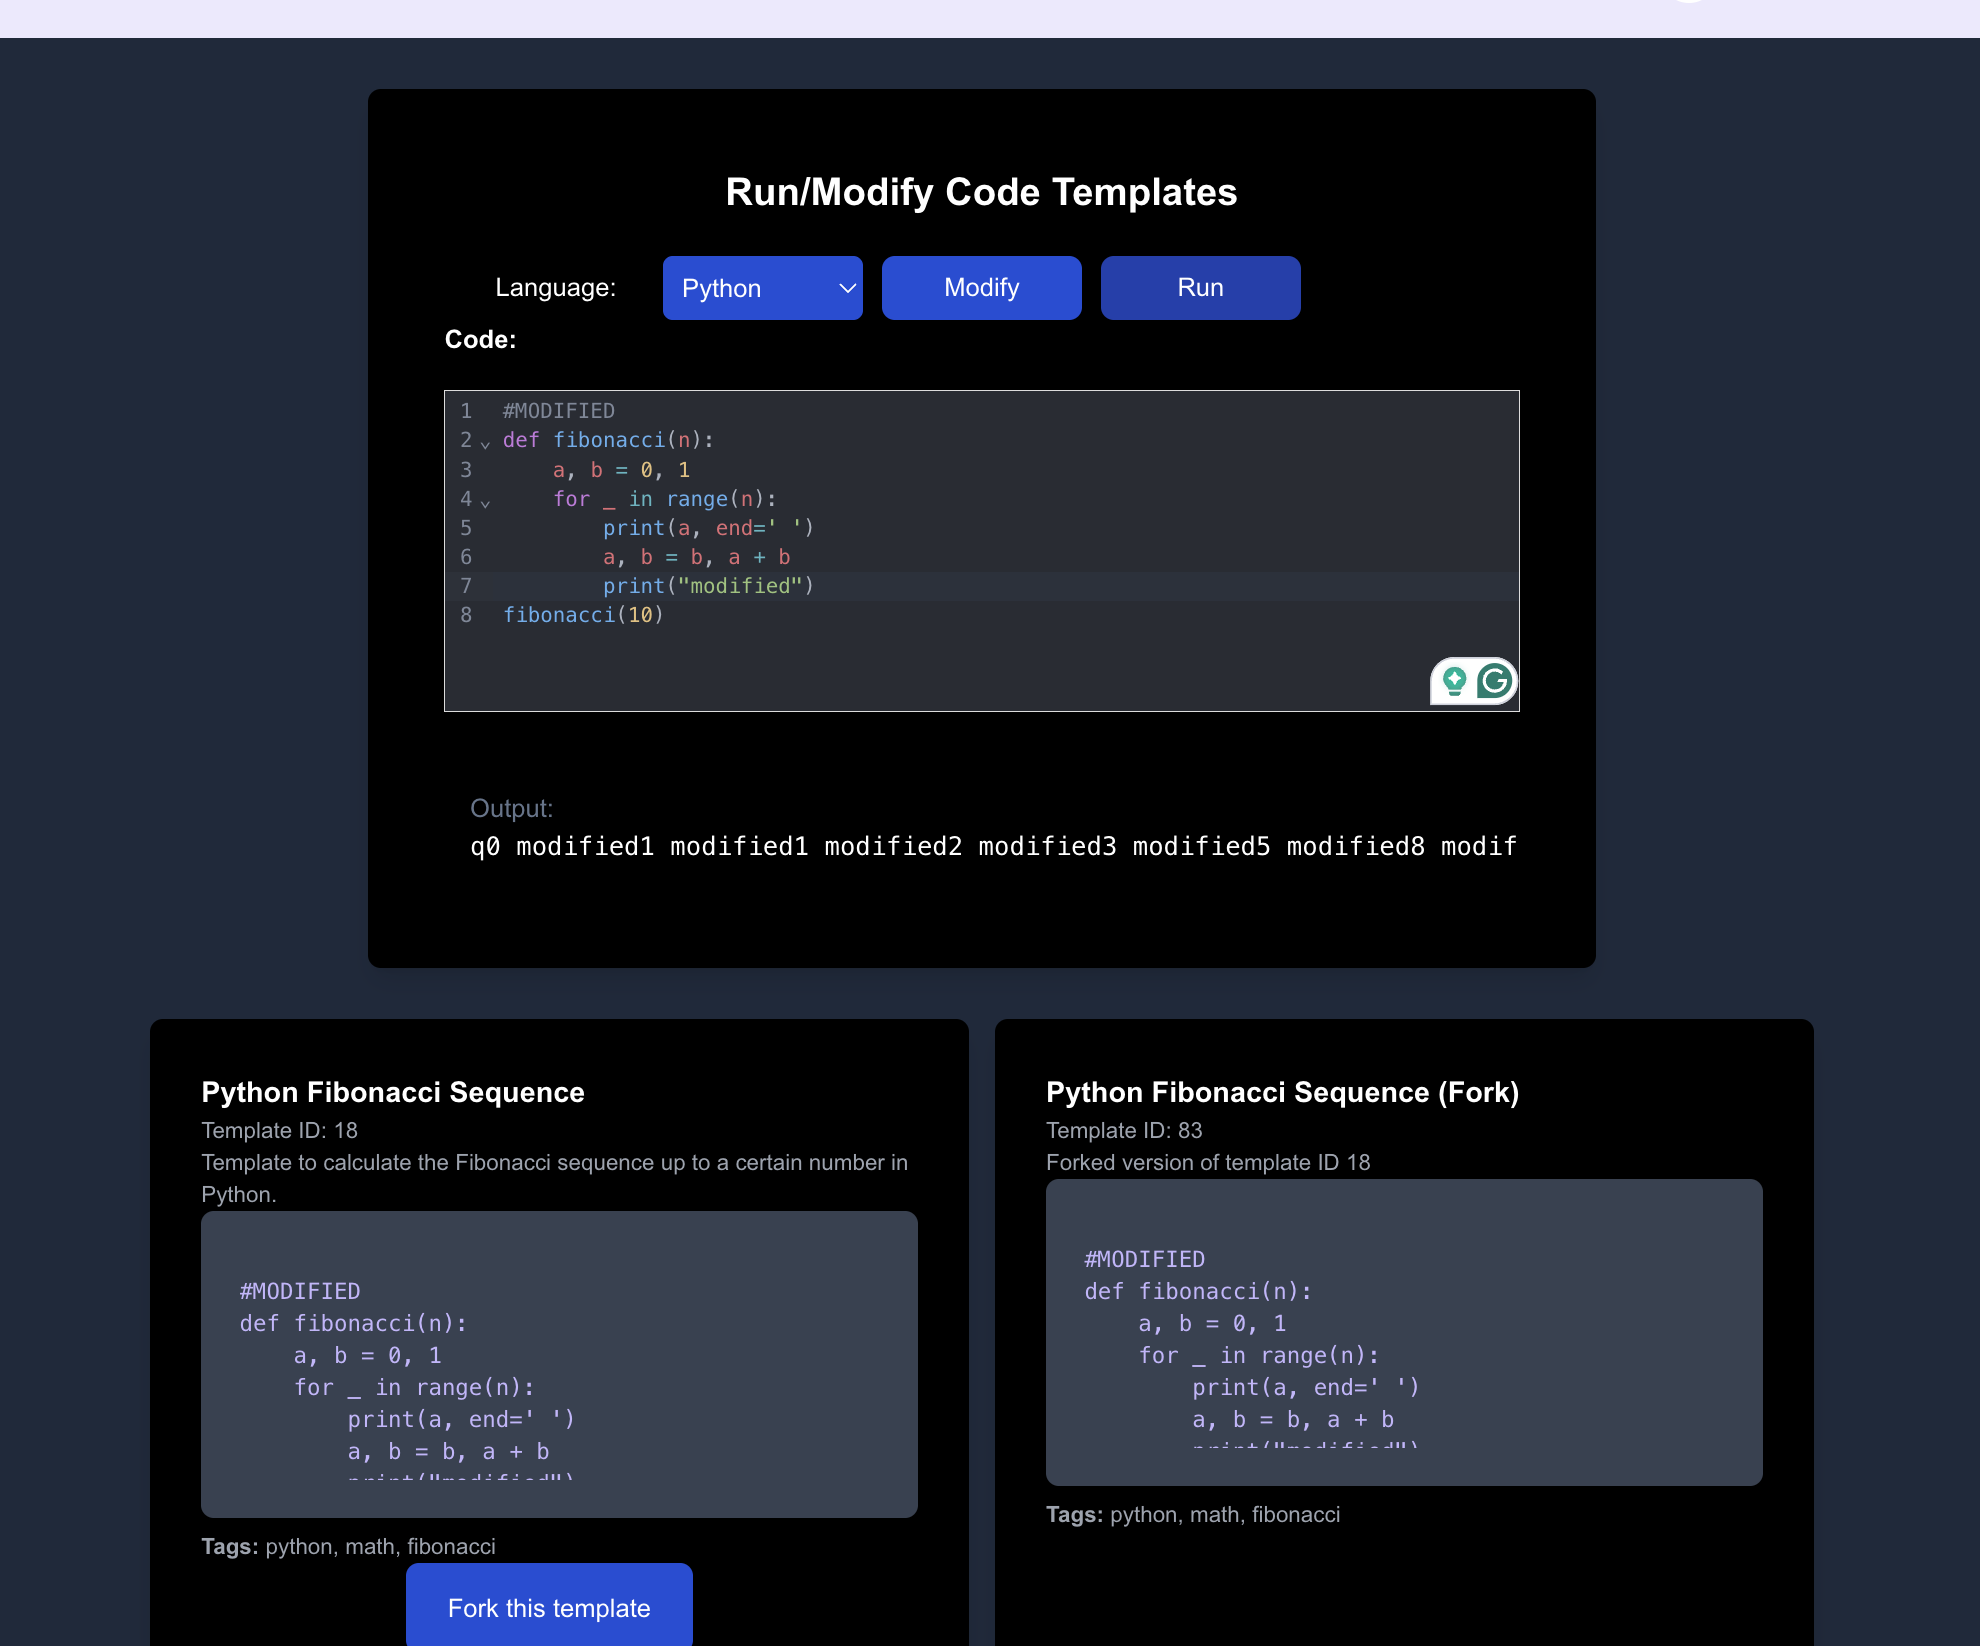 Run/Modify Code Templates
Language: Python Modify Run
Code:
1 #MODIFIED
2 def fibonacci(n):
3     a, b = 0, 1
4     for _ in range(n):
5         print(a, end=' ')
6         a, b = b, a + b
7         print("modified")
8 fibonacci(10)
Output:
q0 modified1 modified1 modified2 modified3 modified5 modified8 modif
Python Fibonacci Sequence
Template ID: 18
Template to calculate the Fibonacci sequence up to a certain number in
Python.
#MODIFIED
def fibonacci(n):
    a, b = 0, 1
    for _ in range(n):
        print(a, end=' ')
        a, b = b, a + b
        print("modified")
Tags: python, math, fibonacci
Fork this template
Python Fibonacci Sequence (Fork)
Template ID: 83
Forked version of template ID 18
#MODIFIED
def fibonacci(n):
    a, b = 0, 1
    for _ in range(n):
        print(a, end=' ')
        a, b = b, a + b
        print("modified")
Tags: python, math, fibonacci